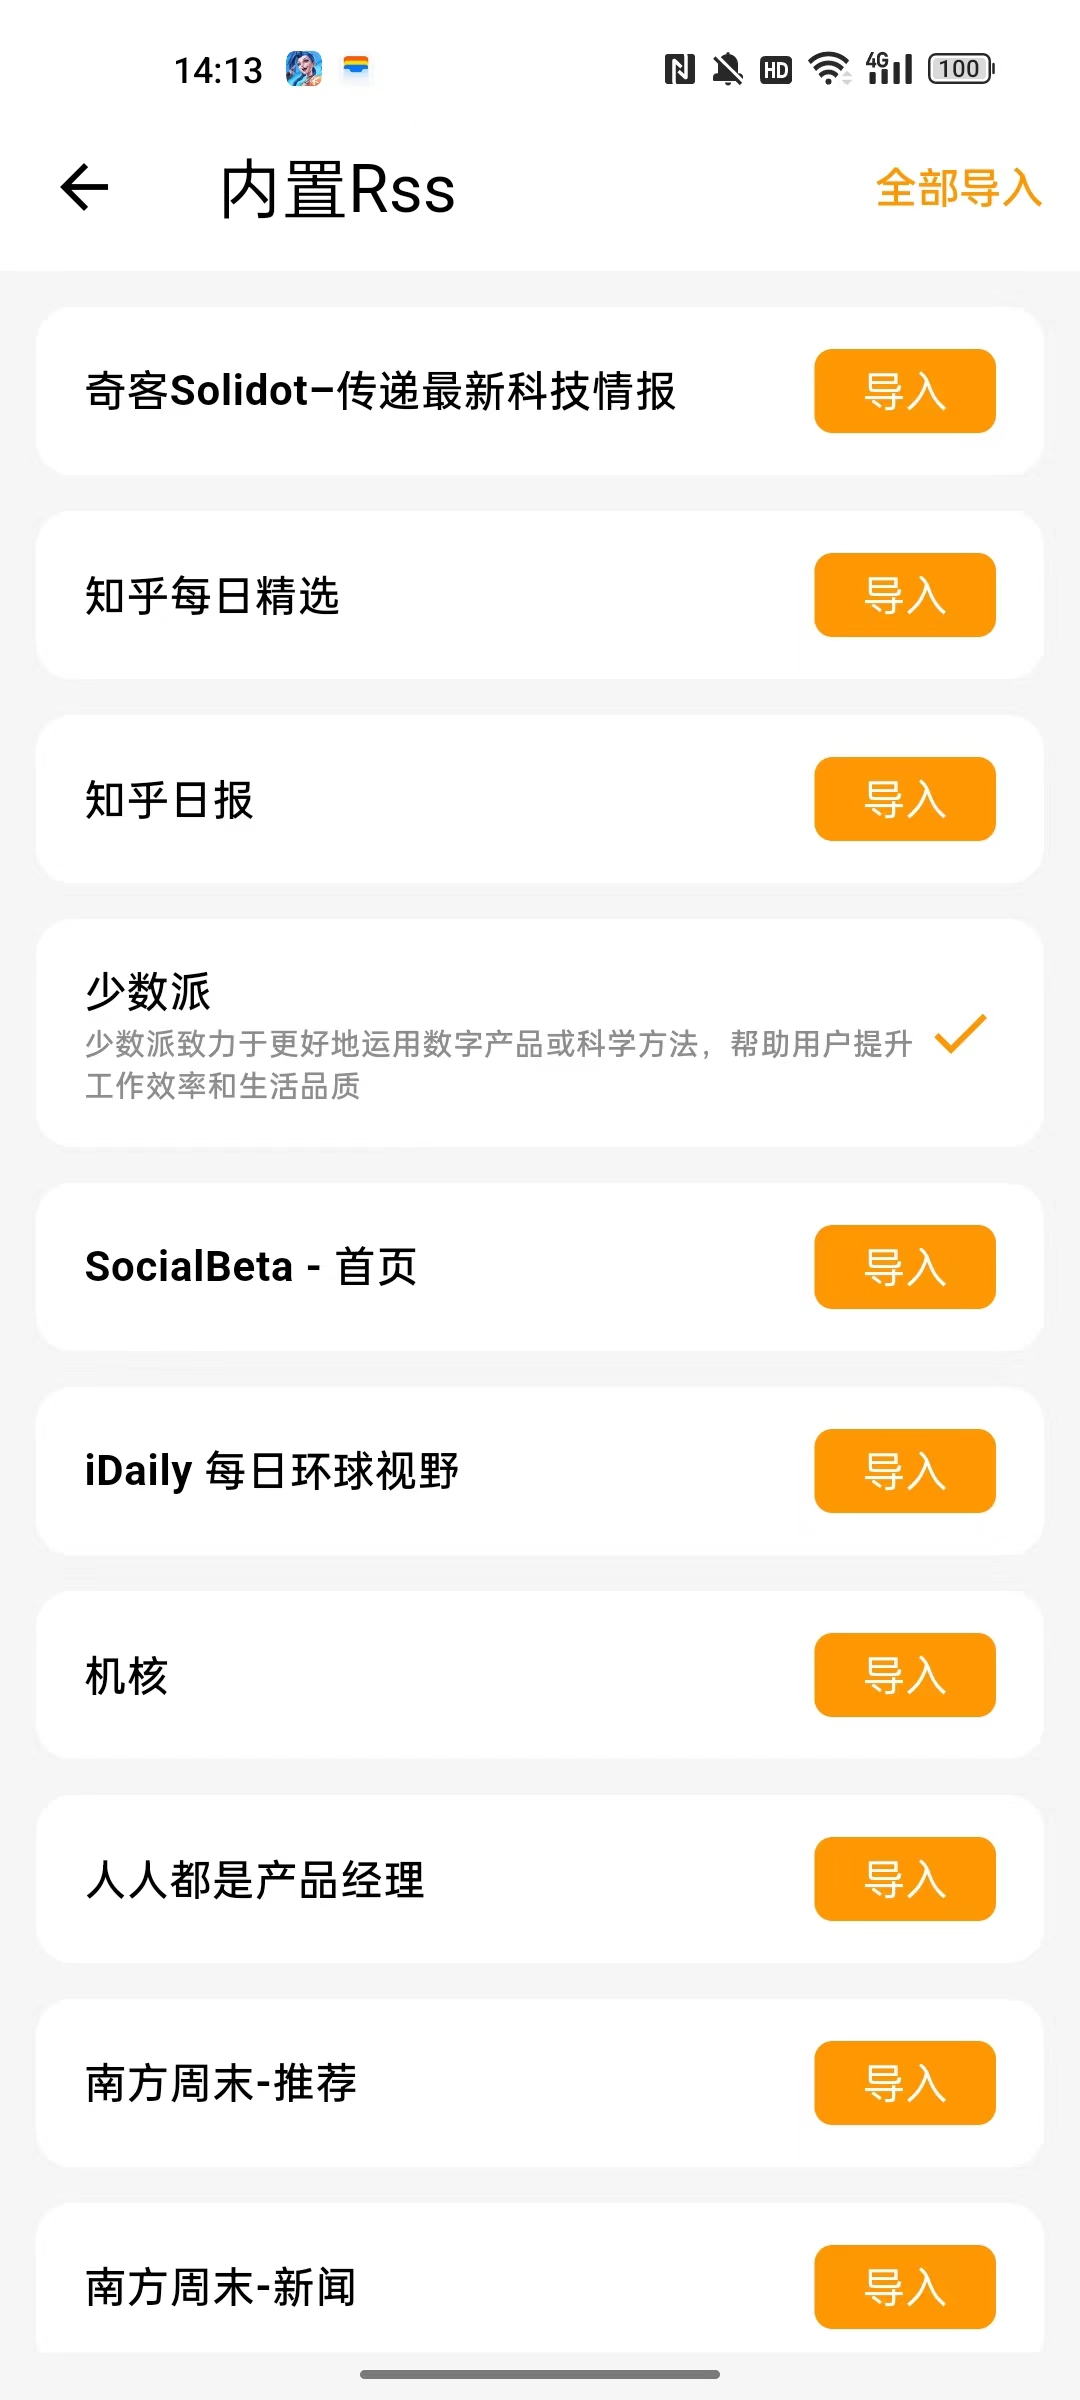 14:13
HD
4G
100
内置Rss
全部导入
奇客Solidot–传递最新科技情报
导入
知乎每日精选
导入
知乎日报
导入
少数派
少数派致力于更好地运用数字产品或科学方法，帮助用户提升
工作效率和生活品质
SocialBeta - 首页
导入
iDaily 每日环球视野
导入
机核
导入
人人都是产品经理
导入
南方周末-推荐
导入
南方周末-新闻
导入